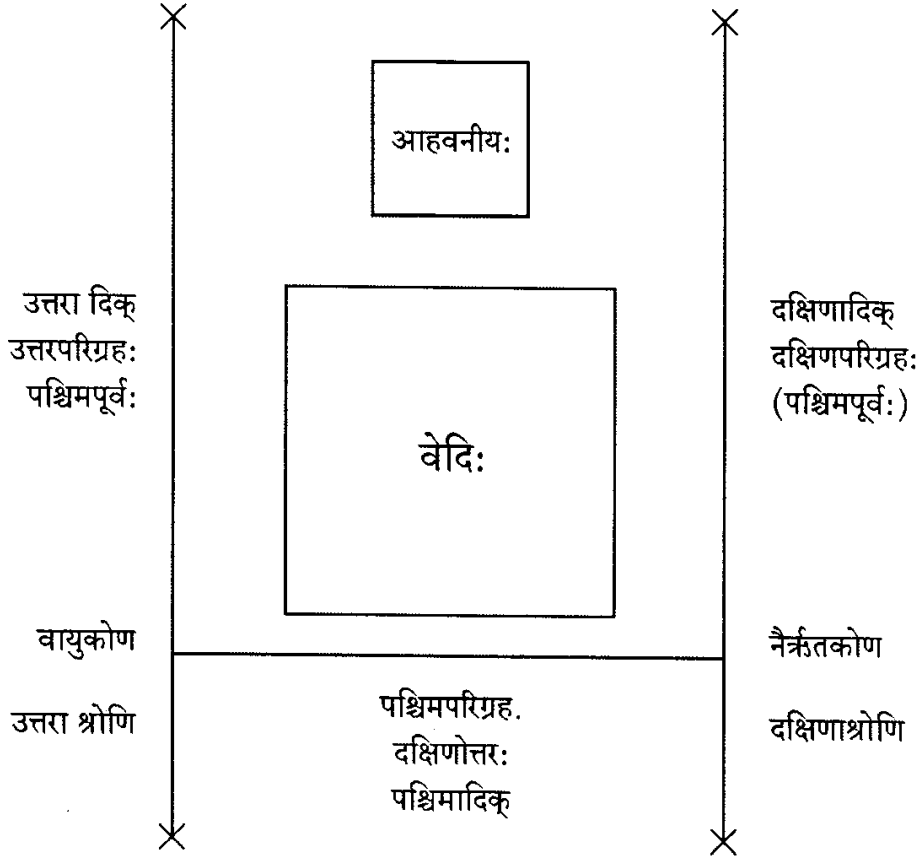 आहवनीय:
उत्तरा दिक्
उत्तरपरिग्रह:
पश्चिमपूर्व:
दक्षिणादिक्
दक्षिणपरिग्रह:
(पश्चिमपूर्व:)
वेदि:
वायुकोण
नैर्ऋतकोण
उत्तरा श्रोणि
पश्चिमपरिग्रह.
दक्षिणोत्तर:
पश्चिमादिक्
दक्षिणाश्रोणि